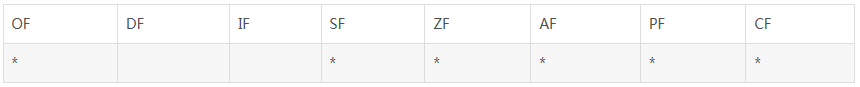 OF DF IF SF ZF AF PF CF
* * * * * *